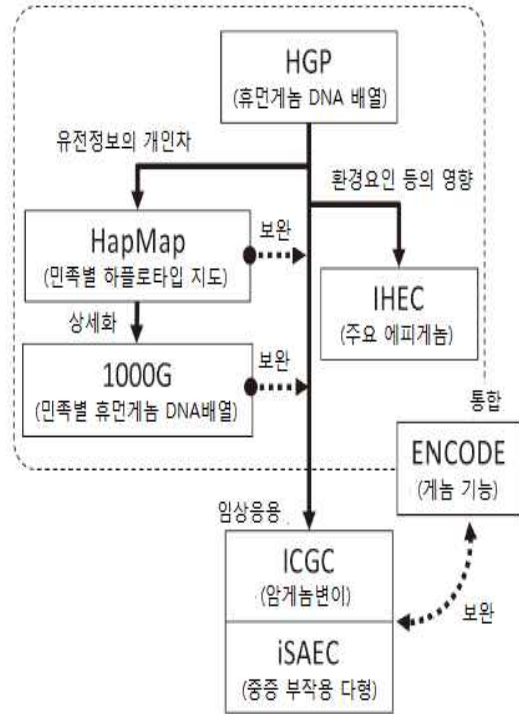 HGP
(휴먼게놈 DNA 배열)
유전정보의 개인차
환경요인 등의 영향
HapMap
(민족별 하플로타입 지도)
보완
IHEC
(주요 에피게놈)
상세화
1000G
(민족별 휴먼게놈 DNA배열)
보완
통합
ENCODE
(게놈 기능)
임상응용
ICGC
(암게놈변이)
보완
iSAEC
(중증 부작용 다형)